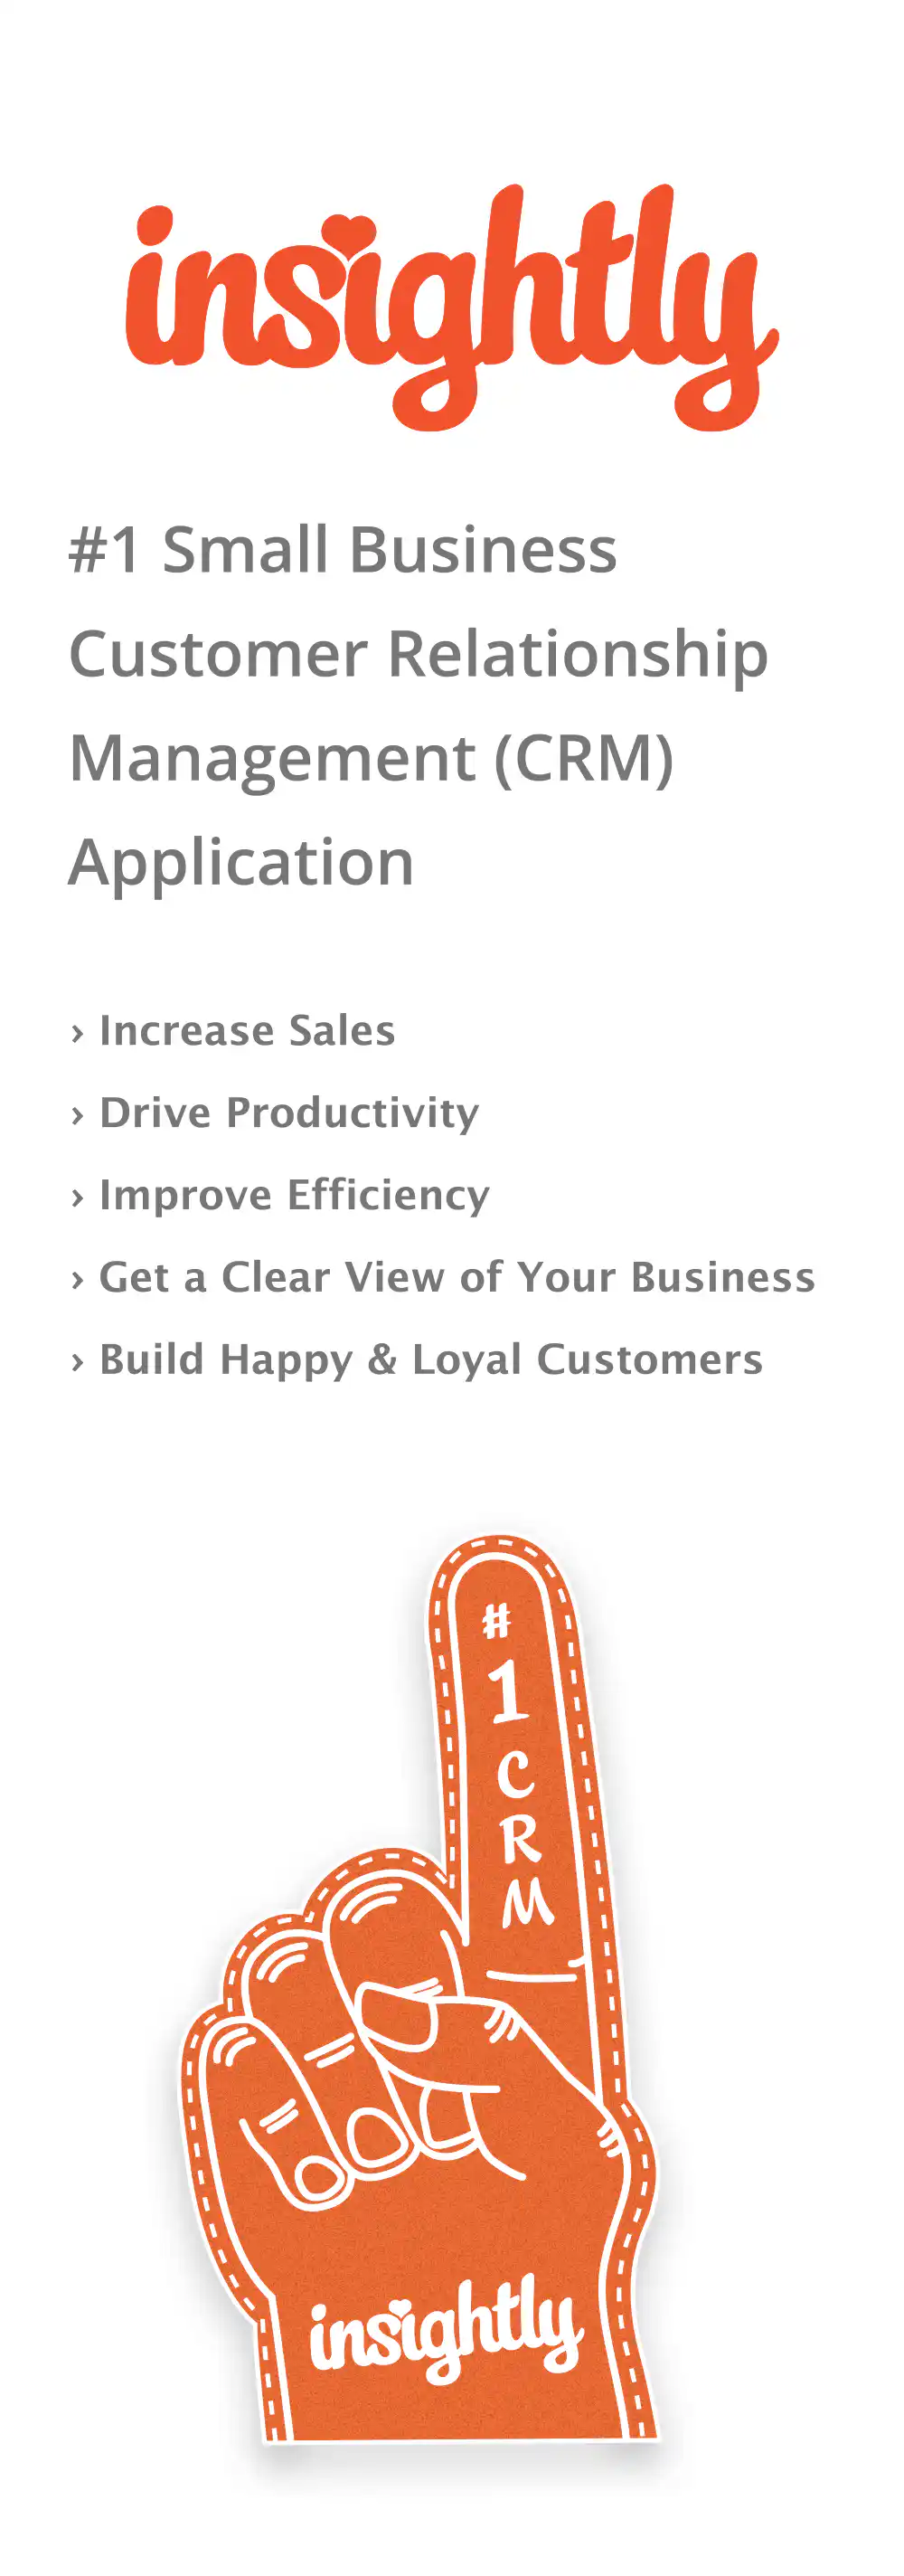 insightly
#1 Small Business
Customer Relationship
Management (CRM)
Application
› Increase Sales
› Drive Productivity
› Improve Efficiency
› Get a Clear View of Your Business
› Build Happy & Loyal Customers
#
1
C
R
M
insightly